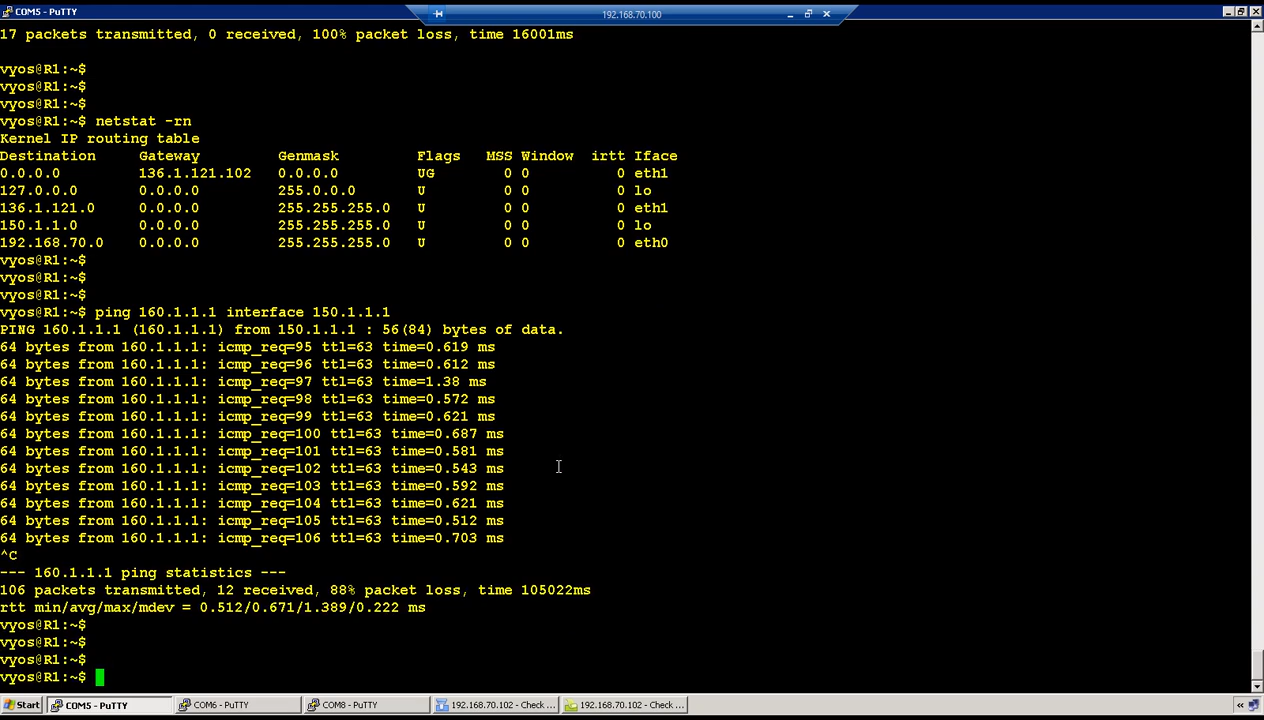 COM5 - PuTTY
192.168.70.100
17 packets transmitted, 0 received, 100% packet loss, time 16001ms
vyos@R1:~$
vyos@R1:~$
vyos@R1:~$
vyos@R1:~$ netstat -rn
Kernel IP routing table
Destination Gateway Genmask Flags MSS Window irtt Iface
0.0.0.0 136.1.121.102 0.0.0.0 UG 0 0 0 eth1
127.0.0.0 0.0.0.0 255.0.0.0 U 0 0 0 lo
136.1.121.0 0.0.0.0 255.255.255.0 U 0 0 0 eth1
150.1.1.0 0.0.0.0 255.255.255.0 U 0 0 0 lo
192.168.70.0 0.0.0.0 255.255.255.0 U 0 0 0 eth0
vyos@R1:~$
vyos@R1:~$
vyos@R1:~$
vyos@R1:~$ ping 160.1.1.1 interface 150.1.1.1
PING 160.1.1.1 (160.1.1.1) from 150.1.1.1 : 56(84) bytes of data.
64 bytes from 160.1.1.1: icmp_req=95 ttl=63 time=0.619 ms
64 bytes from 160.1.1.1: icmp_req=96 ttl=63 time=0.612 ms
64 bytes from 160.1.1.1: icmp_req=97 ttl=63 time=1.38 ms
64 bytes from 160.1.1.1: icmp_req=98 ttl=63 time=0.572 ms
64 bytes from 160.1.1.1: icmp_req=99 ttl=63 time=0.621 ms
64 bytes from 160.1.1.1: icmp_req=100 ttl=63 time=0.687 ms
64 bytes from 160.1.1.1: icmp_req=101 ttl=63 time=0.581 ms
64 bytes from 160.1.1.1: icmp_req=102 ttl=63 time=0.543 ms
64 bytes from 160.1.1.1: icmp_req=103 ttl=63 time=0.592 ms
64 bytes from 160.1.1.1: icmp_req=104 ttl=63 time=0.621 ms
64 bytes from 160.1.1.1: icmp_req=105 ttl=63 time=0.512 ms
64 bytes from 160.1.1.1: icmp_req=106 ttl=63 time=0.703 ms
^C
--- 160.1.1.1 ping statistics ---
106 packets transmitted, 12 received, 88% packet loss, time 105022ms
rtt min/avg/max/mdev = 0.512/0.671/1.389/0.222 ms
vyos@R1:~$
vyos@R1:~$
vyos@R1:~$
vyos@R1:~$
Start COM5 - PuTTY COM6 - PuTTY COM8 - PuTTY 192.168.70.102 - Check ... 192.168.70.102 - Check ... «